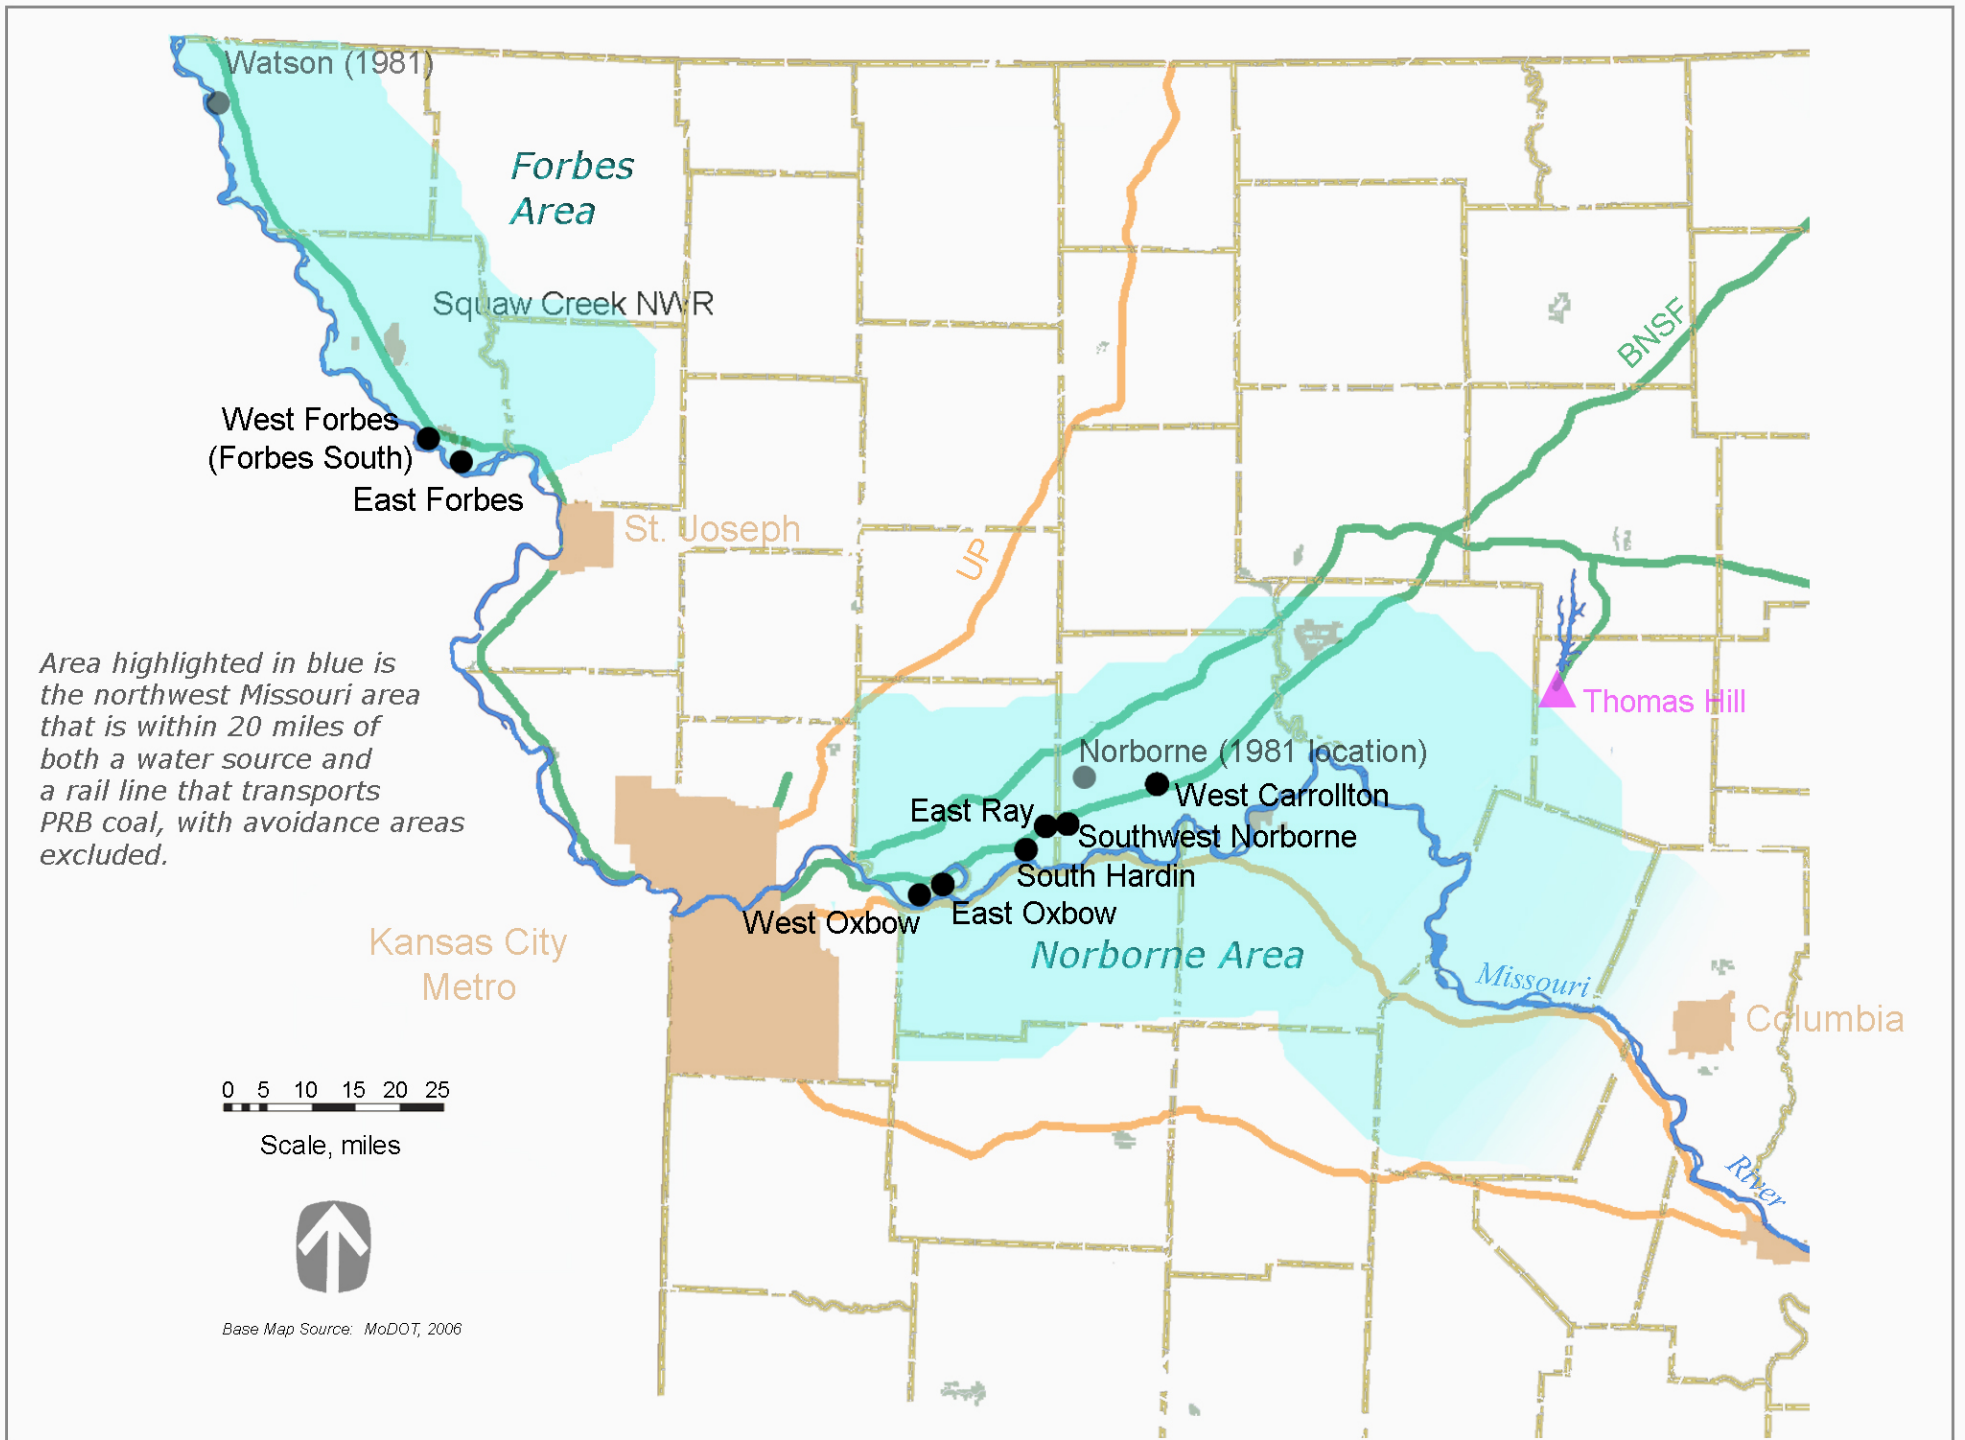 Watson (1981)
Forbes
Area
Squaw Creek NWR
BNSF
West Forbes
(Forbes South)
East Forbes
St. Joseph
UP
Area highlighted in blue is
the northwest Missouri area
that is within 20 miles of
both a water source and
a rail line that transports
PRB coal, with avoidance areas
excluded.
Thomas Hill
Norborne (1981 location)
West Carrollton
East Ray
Southwest Norborne
South Hardin
West Oxbow
East Oxbow
Norborne Area
Kansas City
Metro
Missouri
Columbia
River
0 5 10 15 20 25
Scale, miles
Base Map Source: MoDOT, 2006